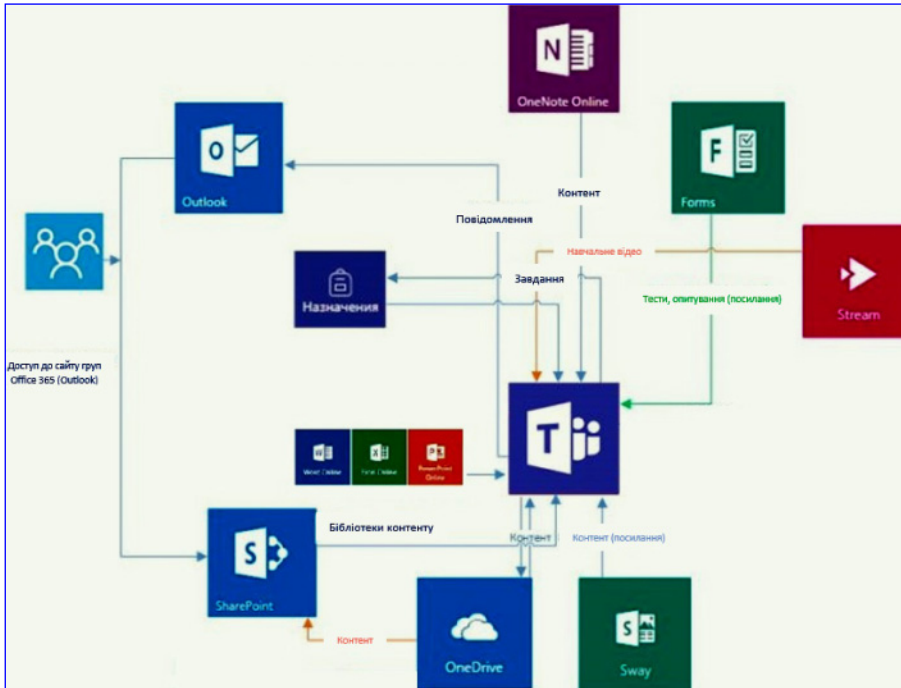 OneNote Online
Outlook
Forms
Контент
Повідомлення
Навчальне відео
Завдання
Назначения
Тести, опитування (посилання)
Stream
Доступ до сайту груп
Office 365 (Outlook)
Word Online
Excel Online
PowerPoint
Online
Бібліотеки контенту
Контент
Контент (посилання)
SharePoint
Контент
OneDrive
Sway